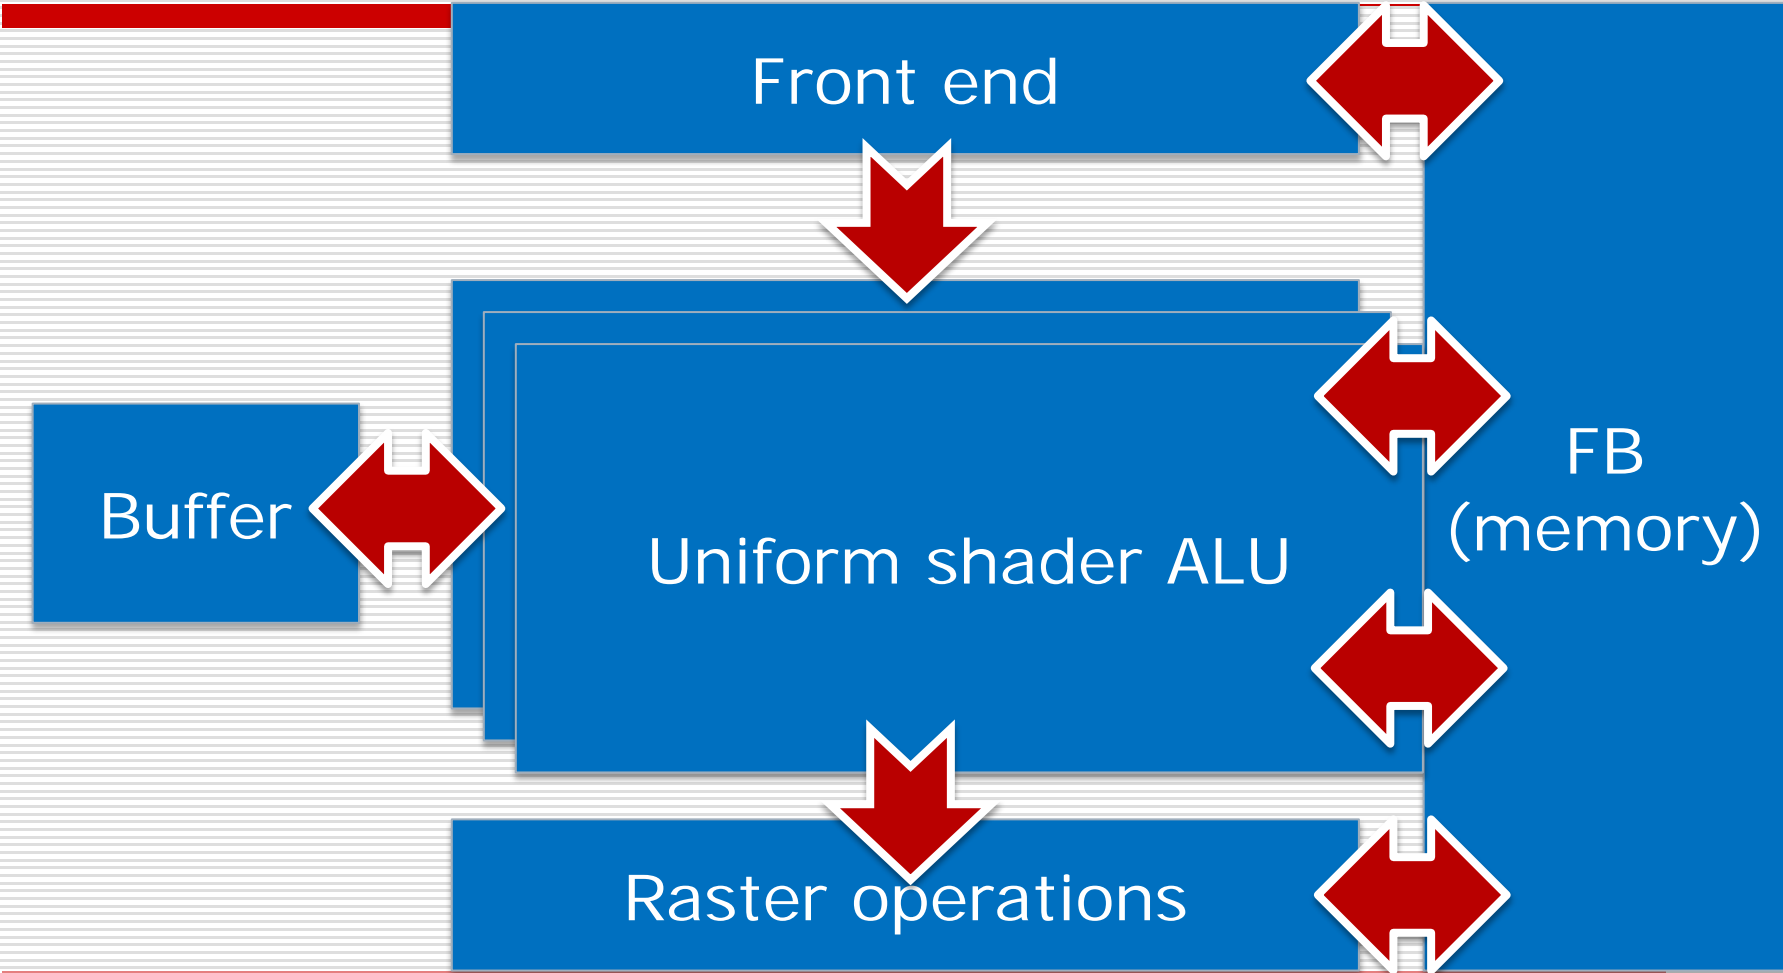 Front end
Buffer
Uniform shader ALU
FB
(memory)
Raster operations